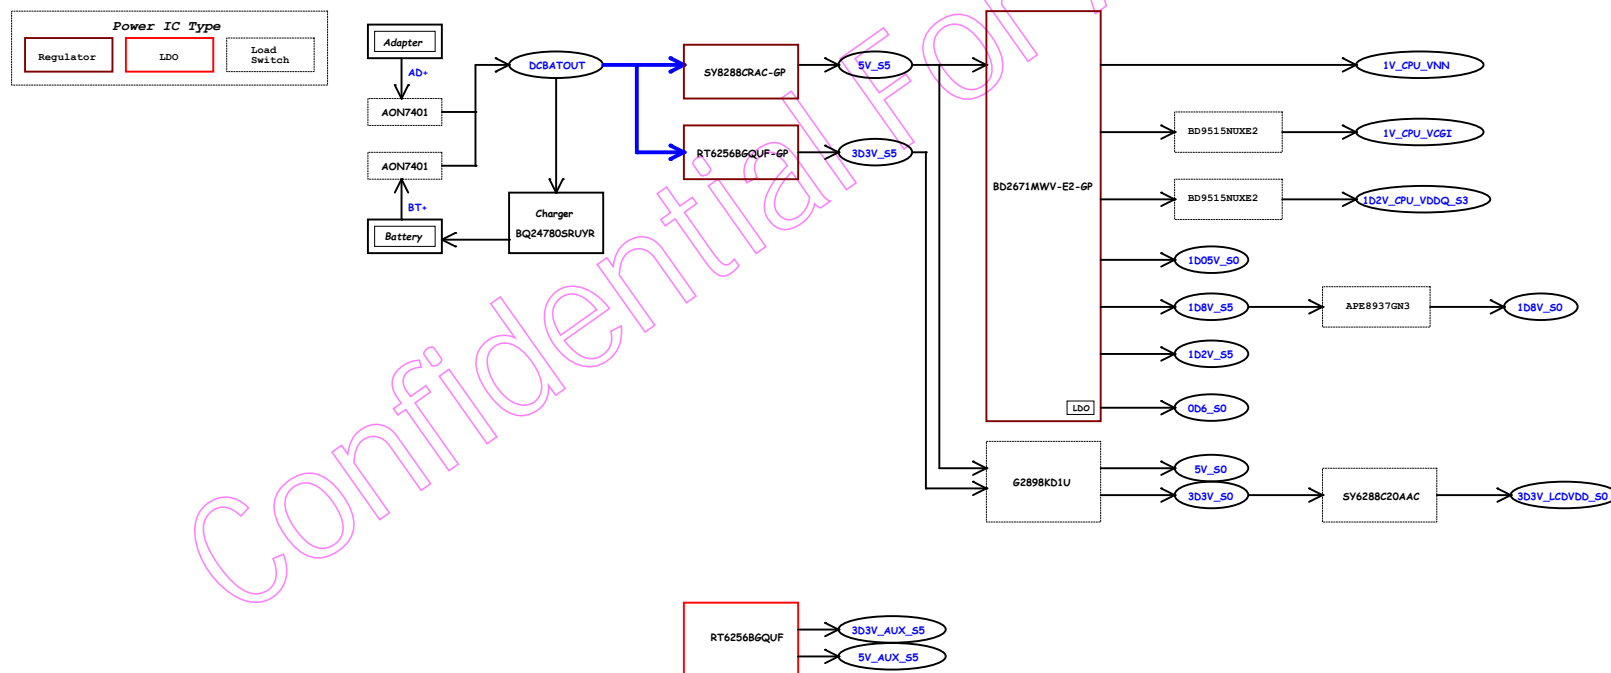 Power IC Type
Regulator
LDO
Load
Switch
Adapter
AD+
AON7401
AON7401
BT+
Battery
DCBATOUT
Charger
BQ24780SRUYR
SY8288CRAC-GP
5V_S5
RT6256BGQUF-GP
3D3V_S5
BD2671MWV-E2-GP
LDO
1V_CPU_VNN
BD9515NUXE2
1V_CPU_VCGI
BD9515NUXE2
1D2V_CPU_VDDQ_S3
1D05V_S0
1D8V_S5
APE8937GN3
1D8V_S0
1D2V_S5
0D6_S0
G2898KD1U
5V_S0
3D3V_S0
SY6288C20AAC
3D3V_LCDVDD_S0
RT6256BGQUF
3D3V_AUX_S5
5V_AUX_S5
Confidential For